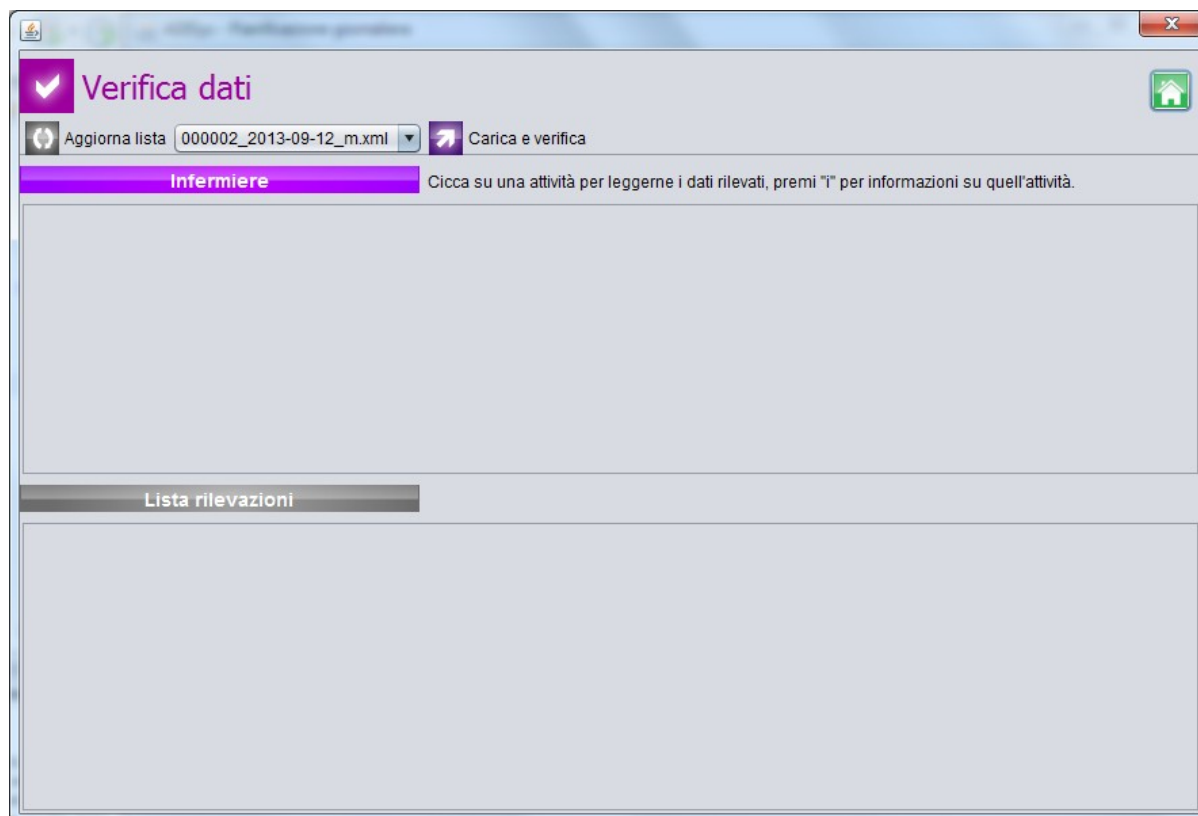 Verifica dati
Aggiorna lista 000002_2013-09-12_m.xml Carica e verifica
Infermiere Cicca su una attività per leggerne i dati rilevati, premi "i" per informazioni su quell'attività.
Lista rilevazioni